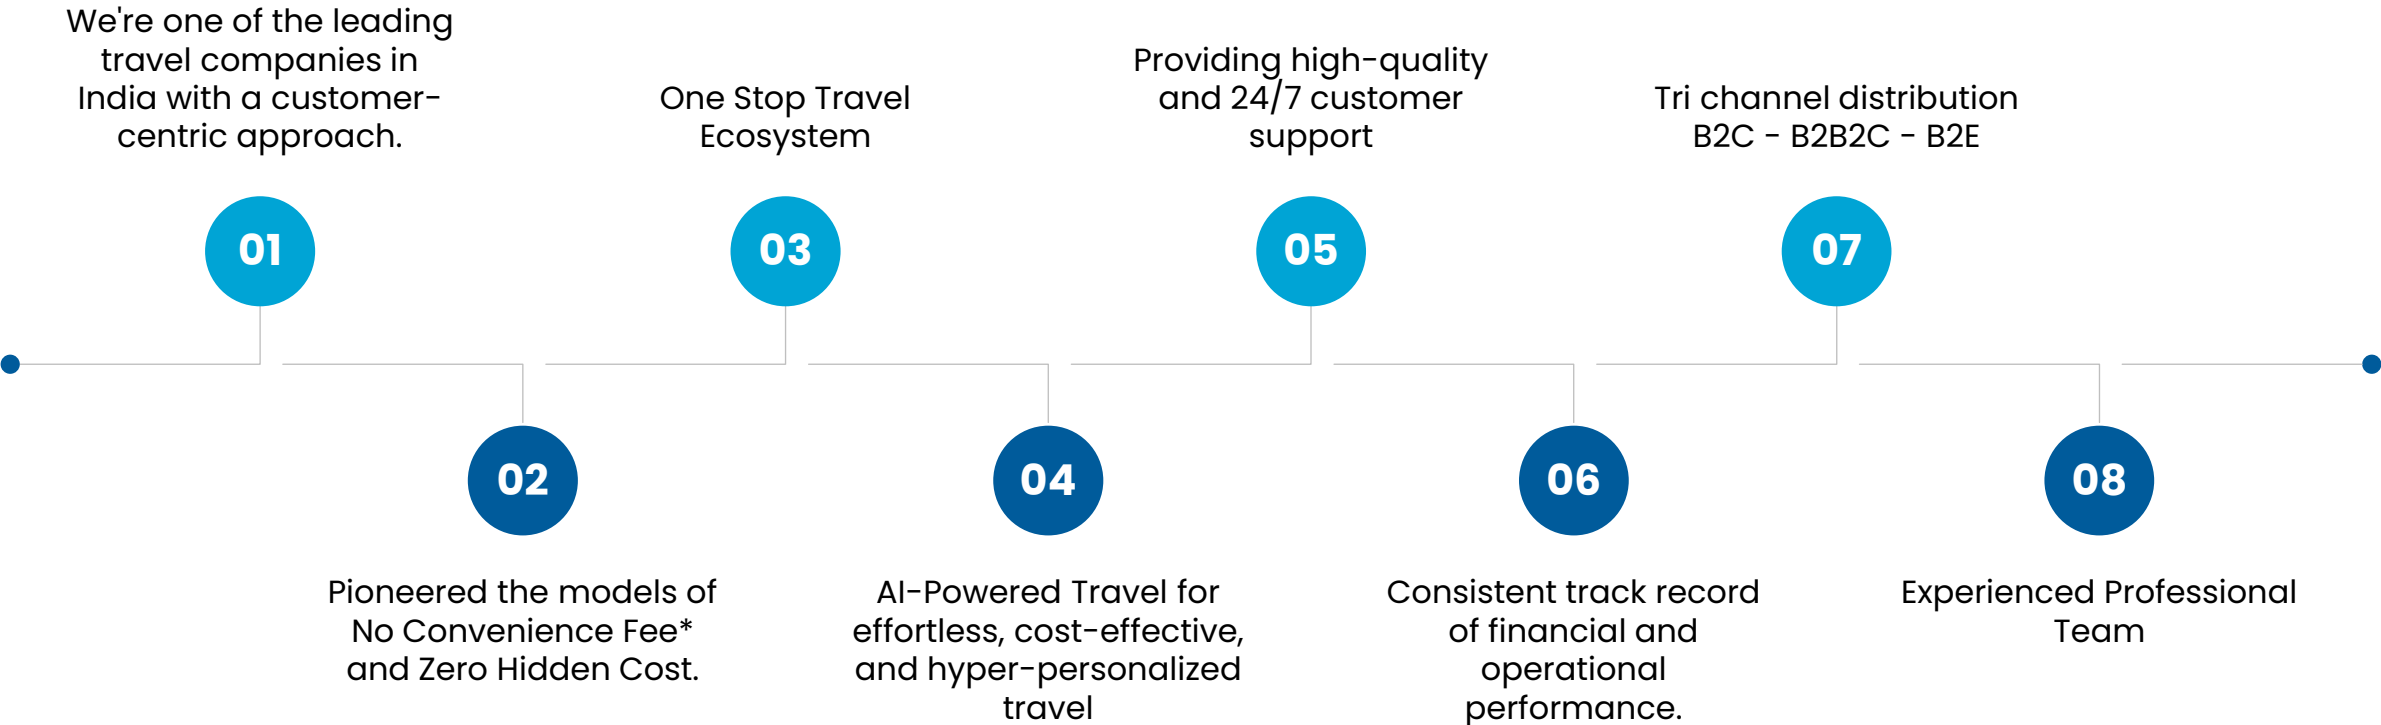 We're one of the leading
travel companies in
India with a customer-
centric approach.
01
Pioneered the models of
No Convenience Fee*
and Zero Hidden Cost.
02
One Stop Travel
Ecosystem
03
AI-Powered Travel for
effortless, cost-effective,
and hyper-personalized
travel
04
Providing high-quality
and 24/7 customer
support
05
Consistent track record
of financial and
operational
performance.
06
Tri channel distribution
B2C - B2B2C - B2E
07
Experienced Professional
Team
08